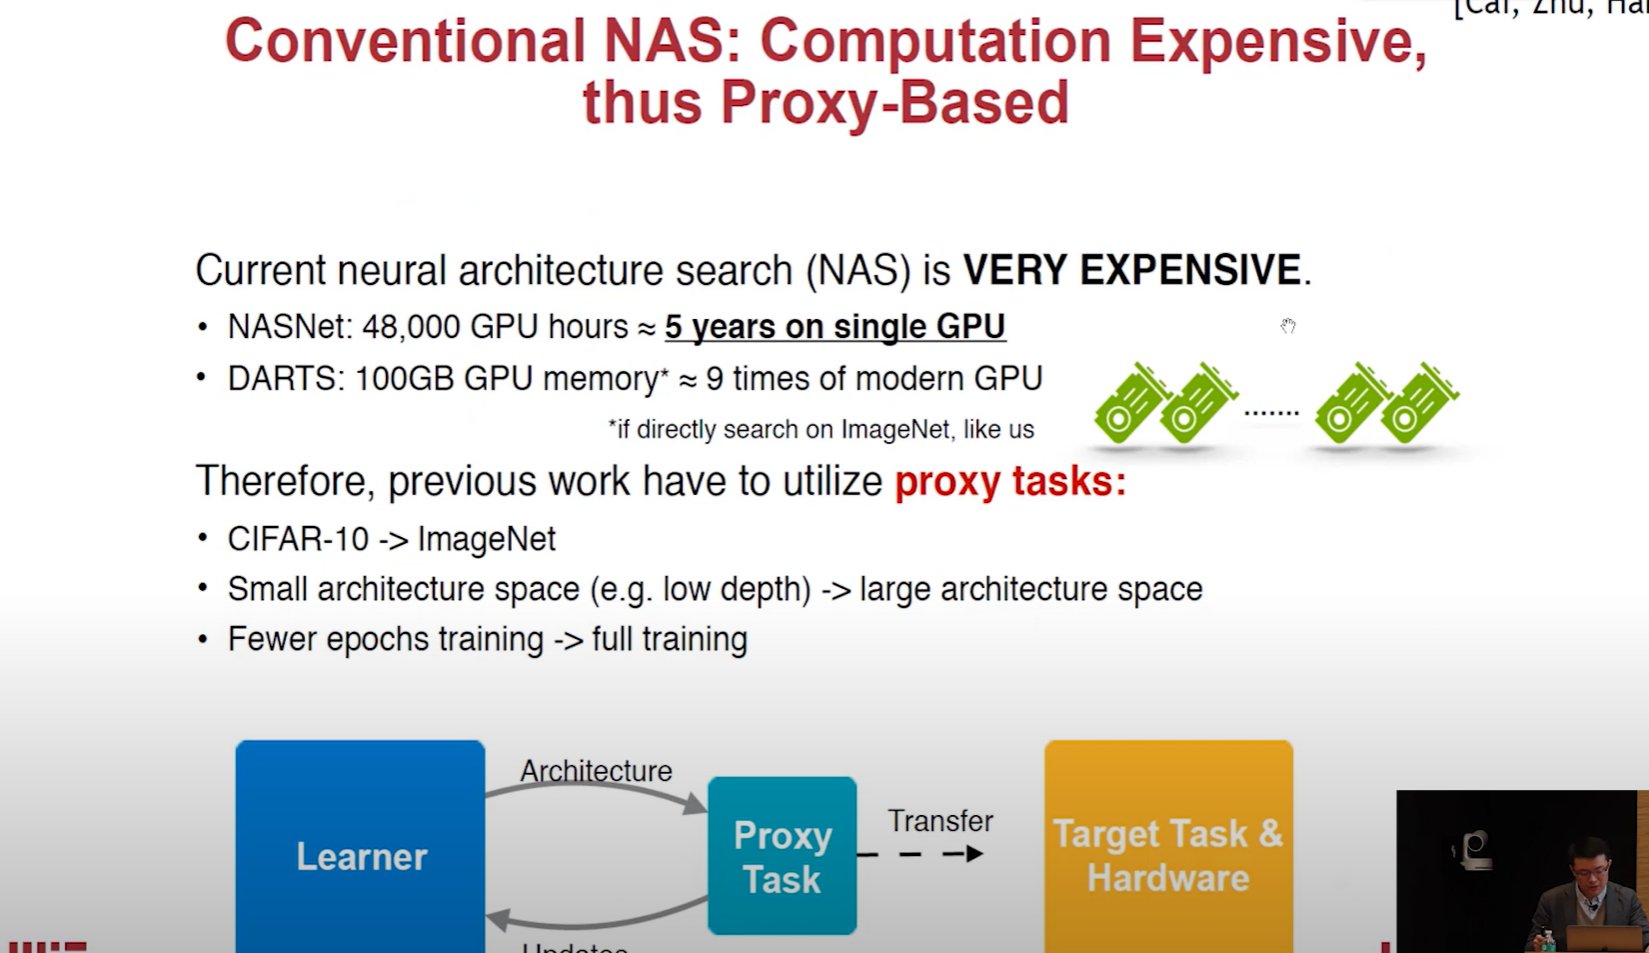 [Cai, Zhu, Ha
Conventional NAS: Computation Expensive,
thus Proxy-Based
Current neural architecture search (NAS) is VERY EXPENSIVE.
• NASNet: 48,000 GPU hours ≈ 5 years on single GPU
• DARTS: 100GB GPU memory* ≈ 9 times of modern GPU
*if directly search on ImageNet, like us
.......
Therefore, previous work have to utilize proxy tasks:
• CIFAR-10 -> ImageNet
• Small architecture space (e.g. low depth) -> large architecture space
• Fewer epochs training -> full training
Learner
Architecture
Proxy
Task
Updates
Transfer
Target Task &
Hardware